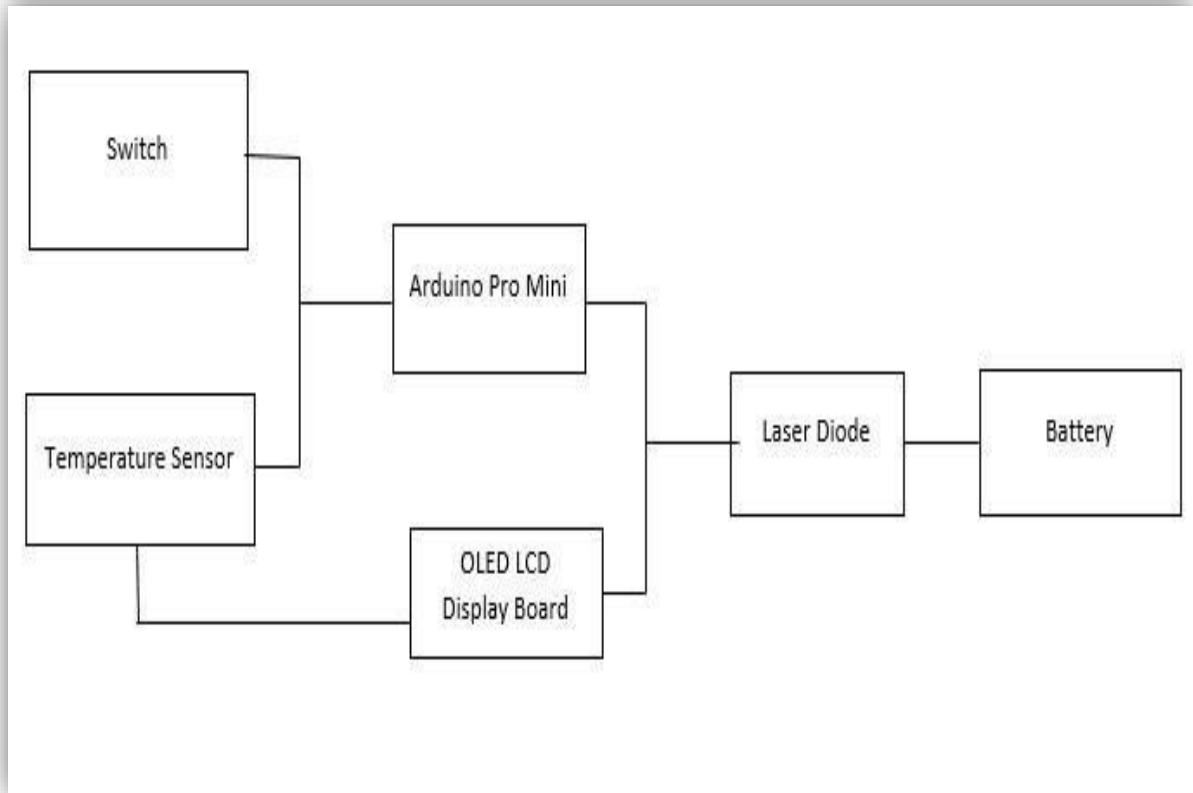 Switch
Arduino Pro Mini
Temperature Sensor
Laser Diode
Battery
OLED LCD
Display Board